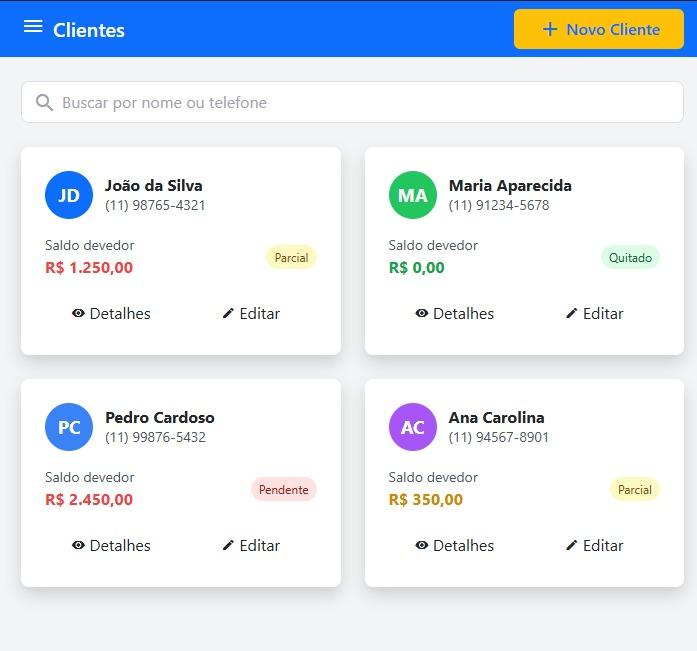 Clientes
Novo Cliente
Buscar por nome ou telefone
JD
João da Silva
(11) 98765-4321
Saldo devedor
R$ 1.250,00
Parcial
Detalhes
Editar
MA
Maria Aparecida
(11) 91234-5678
Saldo devedor
R$ 0,00
Quitado
Detalhes
Editar
PC
Pedro Cardoso
(11) 99876-5432
Saldo devedor
R$ 2.450,00
Pendente
Detalhes
Editar
AC
Ana Carolina
(11) 94567-8901
Saldo devedor
R$ 350,00
Parcial
Detalhes
Editar